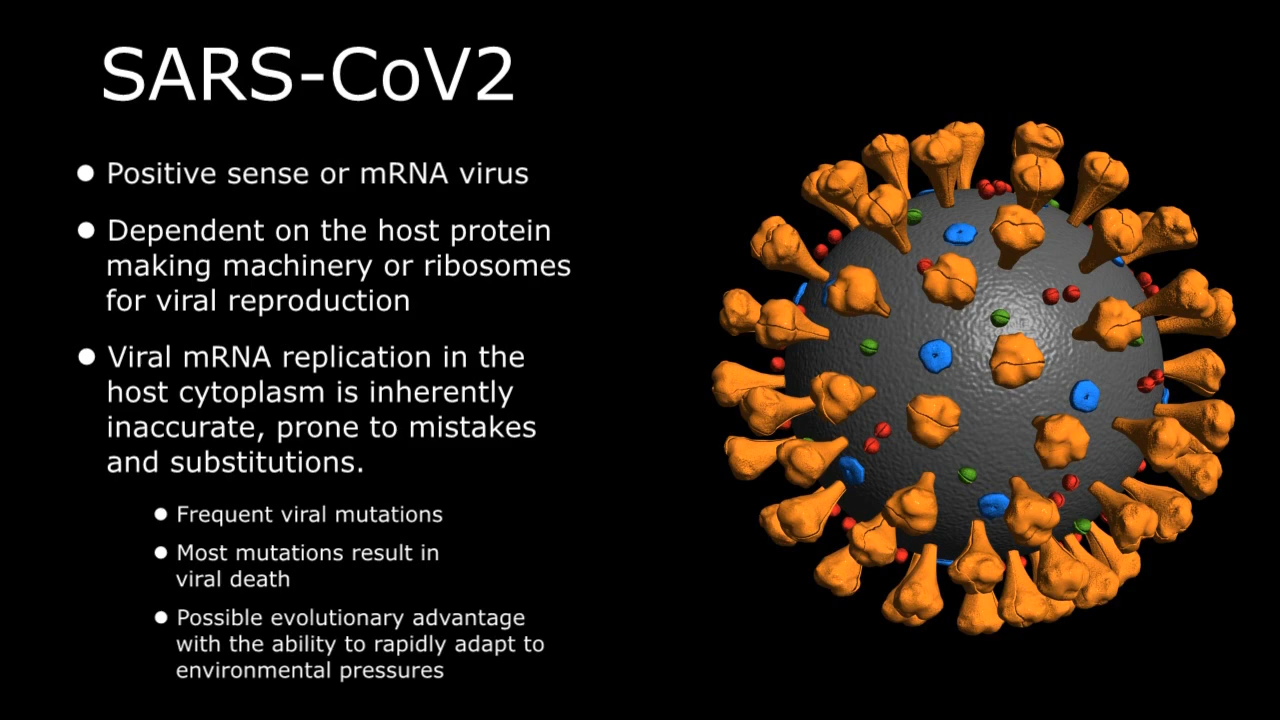 SARS-CoV2
● Positive sense or mRNA virus
● Dependent on the host protein
making machinery or ribosomes
for viral reproduction
● Viral mRNA replication in the
host cytoplasm is inherently
inaccurate, prone to mistakes
and substitutions.
● Frequent viral mutations
● Most mutations result in
viral death
● Possible evolutionary advantage
with the ability to rapidly adapt to
environmental pressures